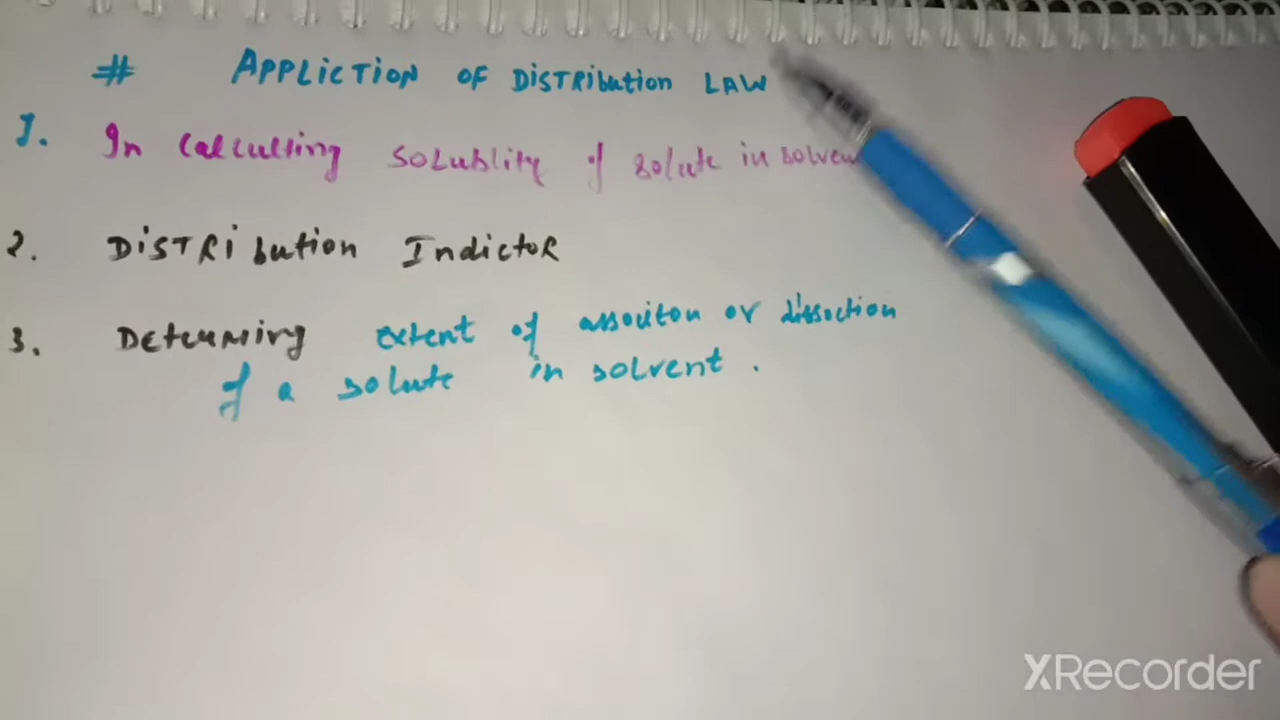 # APPLICTION OF DISTRIbution LAW
1. In Calculting solublity of solute in solven
2. DISTRIbution IndictoR
3. Determing extent of assoiton or dissoction
of a solute in solvent.
XRecorder